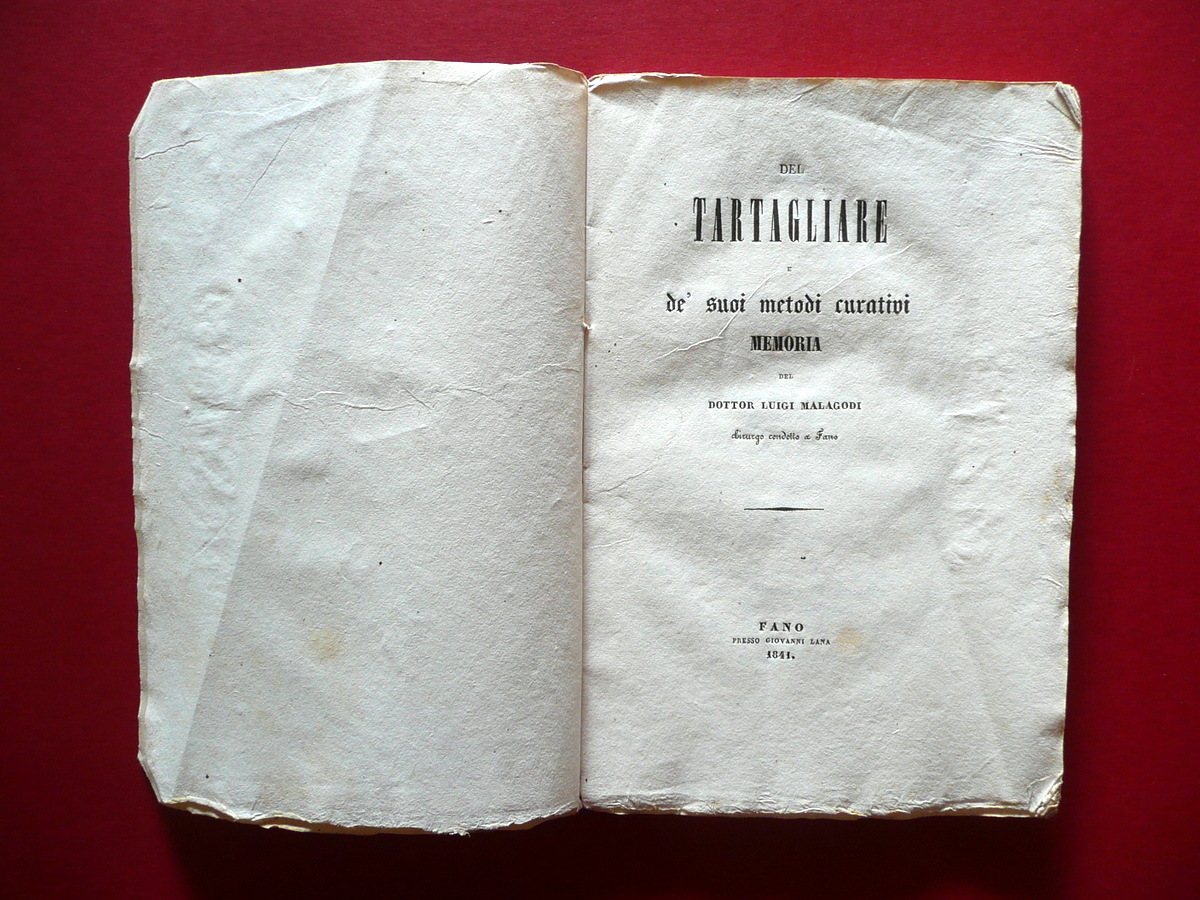 DEL
TARTAGLIARE
E
de' suoi metodi curativi
MEMORIA
DEL
DOTTOR LUIGI MALAGODI
chirurgo condotto a Fano
FANO
PRESSO GIOVANNI LANA
1841.